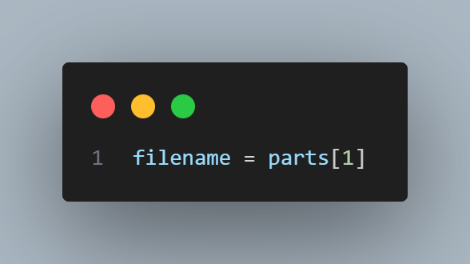 1 filename = parts[1]